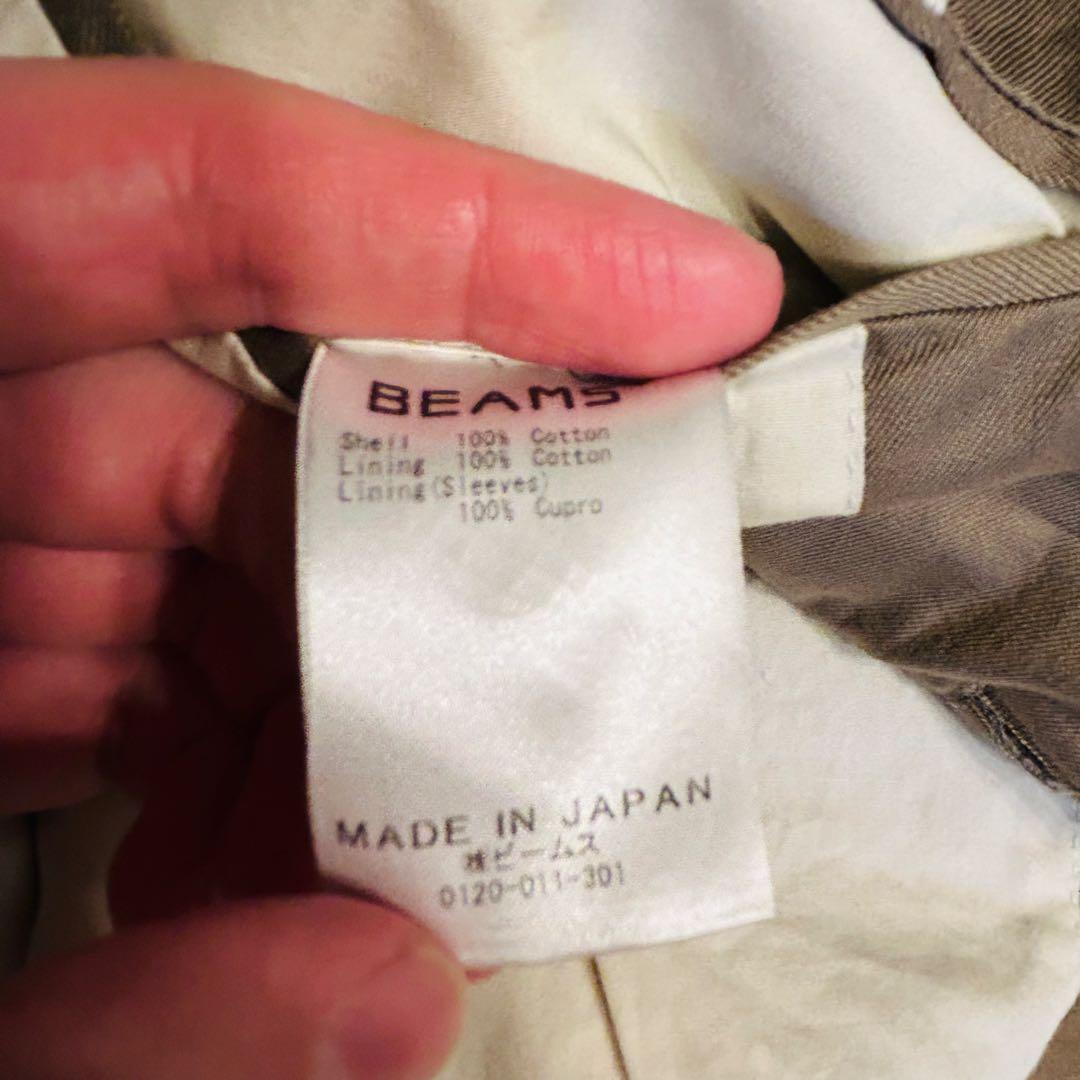 BEAMS
Shell 100% Cotton
Lining 100% Cotton
Lining(Sleeves)
100% Cupro
MADE IN JAPAN
㈱ビームス
0120-011-301